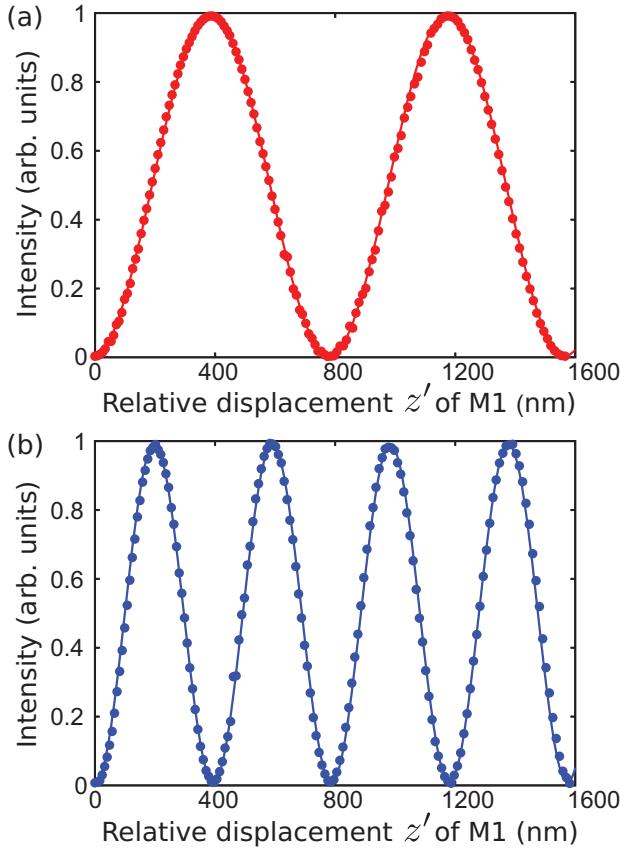 (a)
Intensity (arb. units)
1
0.8
0.6
0.4
0.2
0
0 400 800 1200 1600
Relative displacement z′ of M1 (nm)
(b)
Intensity (arb. units)
1
0.8
0.6
0.4
0.2
0
0 400 800 1200 1600
Relative displacement z′ of M1 (nm)